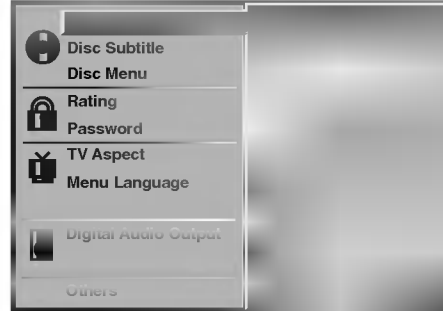 Disc Subtitle
Disc Menu
Rating
Password
TV Aspect
Menu Language
Digital Audio Output
Others